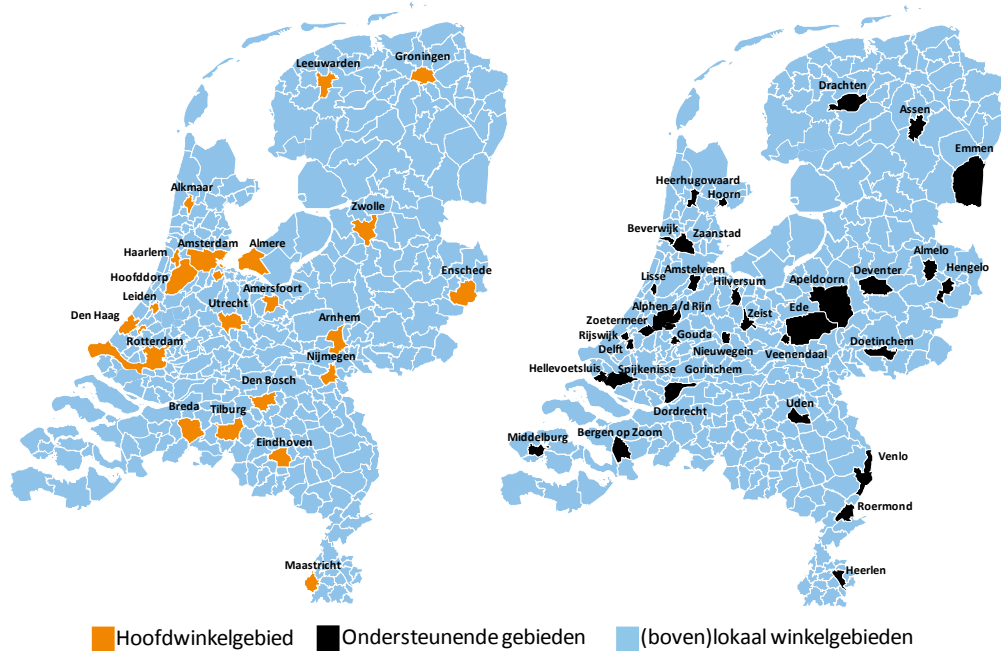 Leeuwarden
Groningen
Alkmaar
Zwolle
Haarlem
Amsterdam
Almere
Hoofddorp
Enschede
Leiden
Amersfoort
Utrecht
Den Haag
Arnhem
Rotterdam
Nijmegen
Den Bosch
Breda
Tilburg
Eindhoven
Maastricht
Drachten
Assen
Emmen
Heerhugowaard
Hoorn
Beverwijk
Zaanstad
Almelo
Lisse
Amstelveen
Hilversum
Apeldoorn
Deventer
Hengelo
Alphen a/d Rijn
Ede
Zoetermeer
Zeist
Rijswijk
Gouda
Delft
Nieuwegein
Veenendaal
Doetinchem
Hellevoetsluis
Spijkenisse
Gorinchem
Dordrecht
Uden
Middelburg
Bergen op Zoom
Venlo
Roermond
Heerlen
Hoofdwinkelgebied
Ondersteunende gebieden
(boven)lokaal winkelgebieden